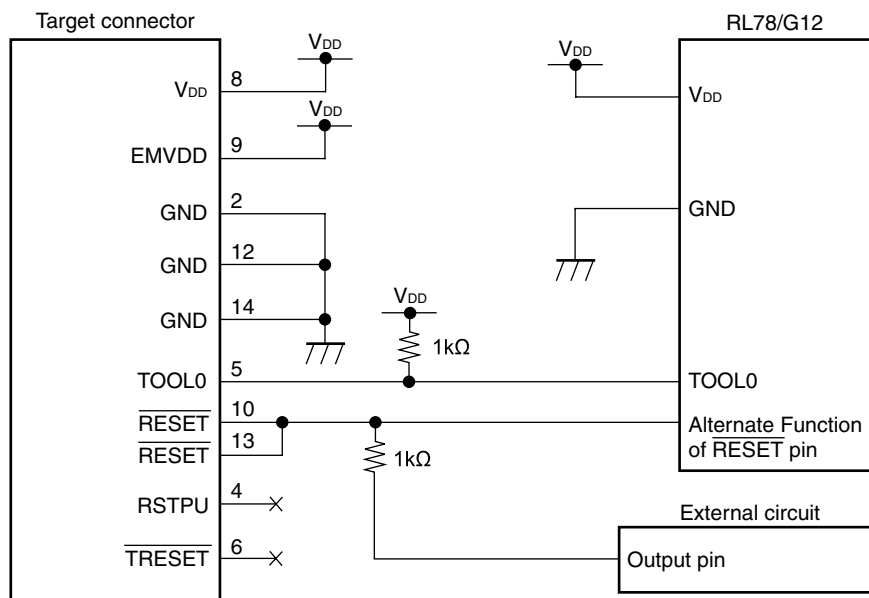 Target connector
RL78/G12
VDD
VDD
8
VDD
VDD
VDD
EMVDD
9
GND
2
GND
GND
12
GND
14
VDD
1kΩ
TOOL0
5
TOOL0
RESET
10
Alternate Function
of RESET pin
RESET
13
1kΩ
RSTPU
4
External circuit
TRESET
6
Output pin